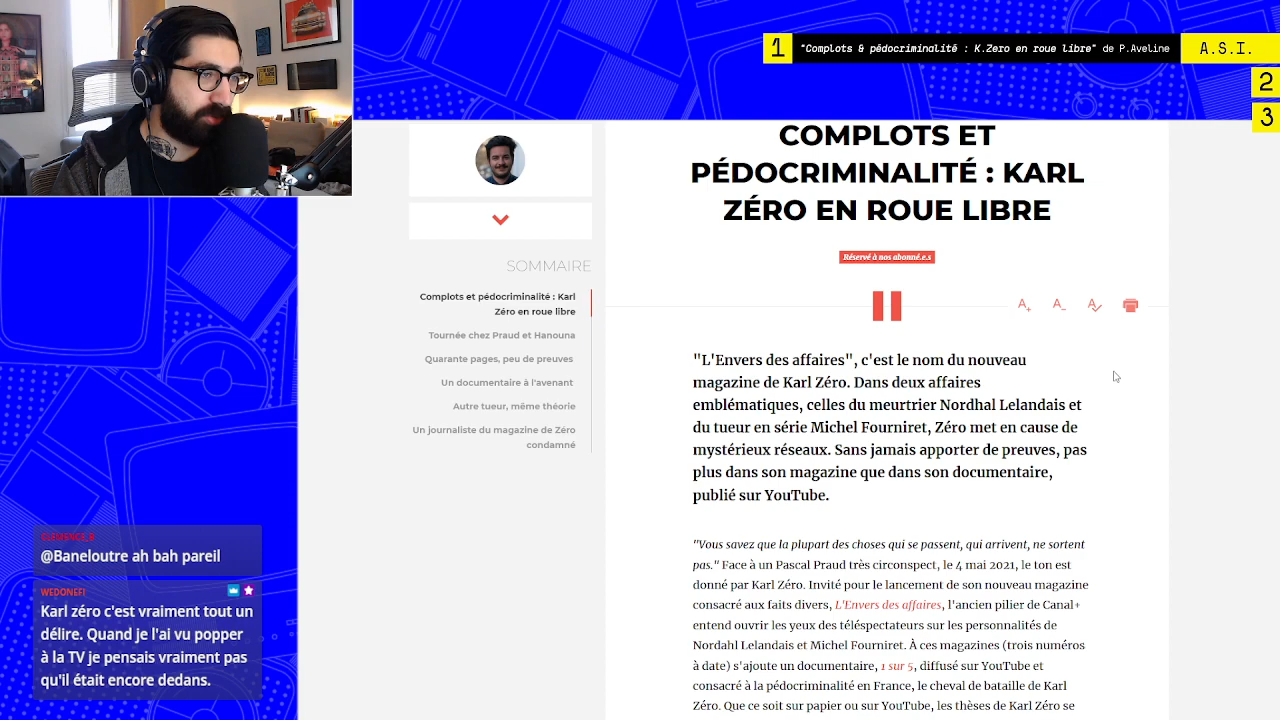 1 "Complots & pédocriminalité : K.Zero en roue libre" de P.Aveline A.S.I.
2
3
COMPLOTS ET
PÉDOCRIMINALITÉ : KARL
ZÉRO EN ROUE LIBRE
Réservé à nos abonné.e.s
SOMMAIRE
Complots et pédocriminalité : Karl
Zéro en roue libre
Tournée chez Praud et Hanouna
Quarante pages, peu de preuves
Un documentaire à l'avenant
Autre tueur, même théorie
Un journaliste du magazine de Zéro
condamné
A+ A-
"L'Envers des affaires", c'est le nom du nouveau
magazine de Karl Zéro. Dans deux affaires
emblématiques, celles du meurtrier Nordhal Lelandais et
du tueur en série Michel Fourniret, Zéro met en cause de
mystérieux réseaux. Sans jamais apporter de preuves, pas
plus dans son magazine que dans son documentaire,
publié sur YouTube.
"Vous savez que la plupart des choses qui se passent, qui arrivent, ne sortent
pas." Face à un Pascal Praud très circonspect, le 4 mai 2021, le ton est
donné par Karl Zéro. Invité pour le lancement de son nouveau magazine
consacré aux faits divers, L'Envers des affaires, l'ancien pilier de Canal+
entend ouvrir les yeux des téléspectateurs sur les personnalités de
Nordahl Lelandais et Michel Fourniret. À ces magazines (trois numéros
à date) s'ajoute un documentaire, 1 sur 5, diffusé sur YouTube et
consacré à la pédocriminalité en France, le cheval de bataille de Karl
Zéro. Que ce soit sur papier ou sur YouTube, les thèses de Karl Zéro se
@Baneloutre ah bah pareil
WEDONEFI
Karl zéro c'est vraiment tout un
délire. Quand je l'ai vu popper
à la TV je pensais vraiment pas
qu'il était encore dedans.